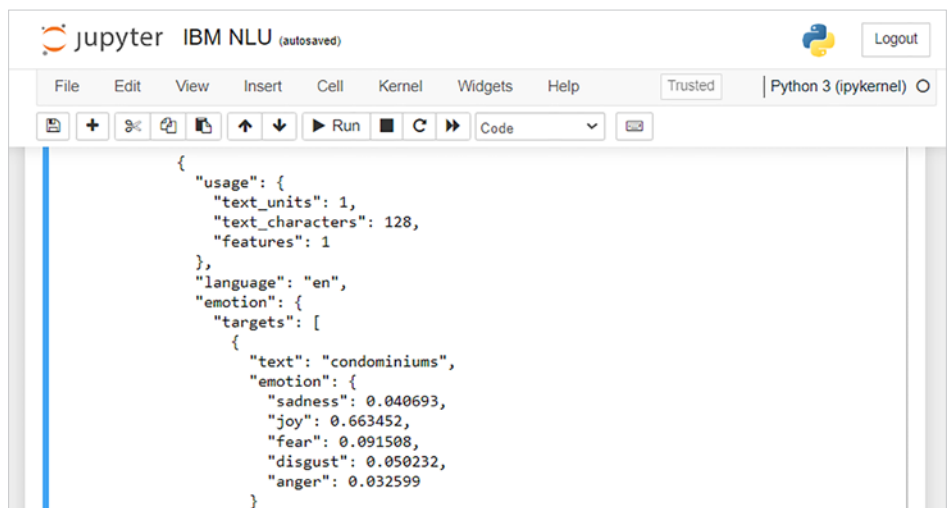 jupyter IBM NLU (autosaved) Logout
File Edit View Insert Cell Kernel Widgets Help Trusted Python 3 (ipykernel)
Run Code
{
"usage": {
"text_units": 1,
"text_characters": 128,
"features": 1
},
"language": "en",
"emotion": {
"targets": [
{
"text": "condominiums",
"emotion": {
"sadness": 0.040693,
"joy": 0.663452,
"fear": 0.091508,
"disgust": 0.050232,
"anger": 0.032599
}